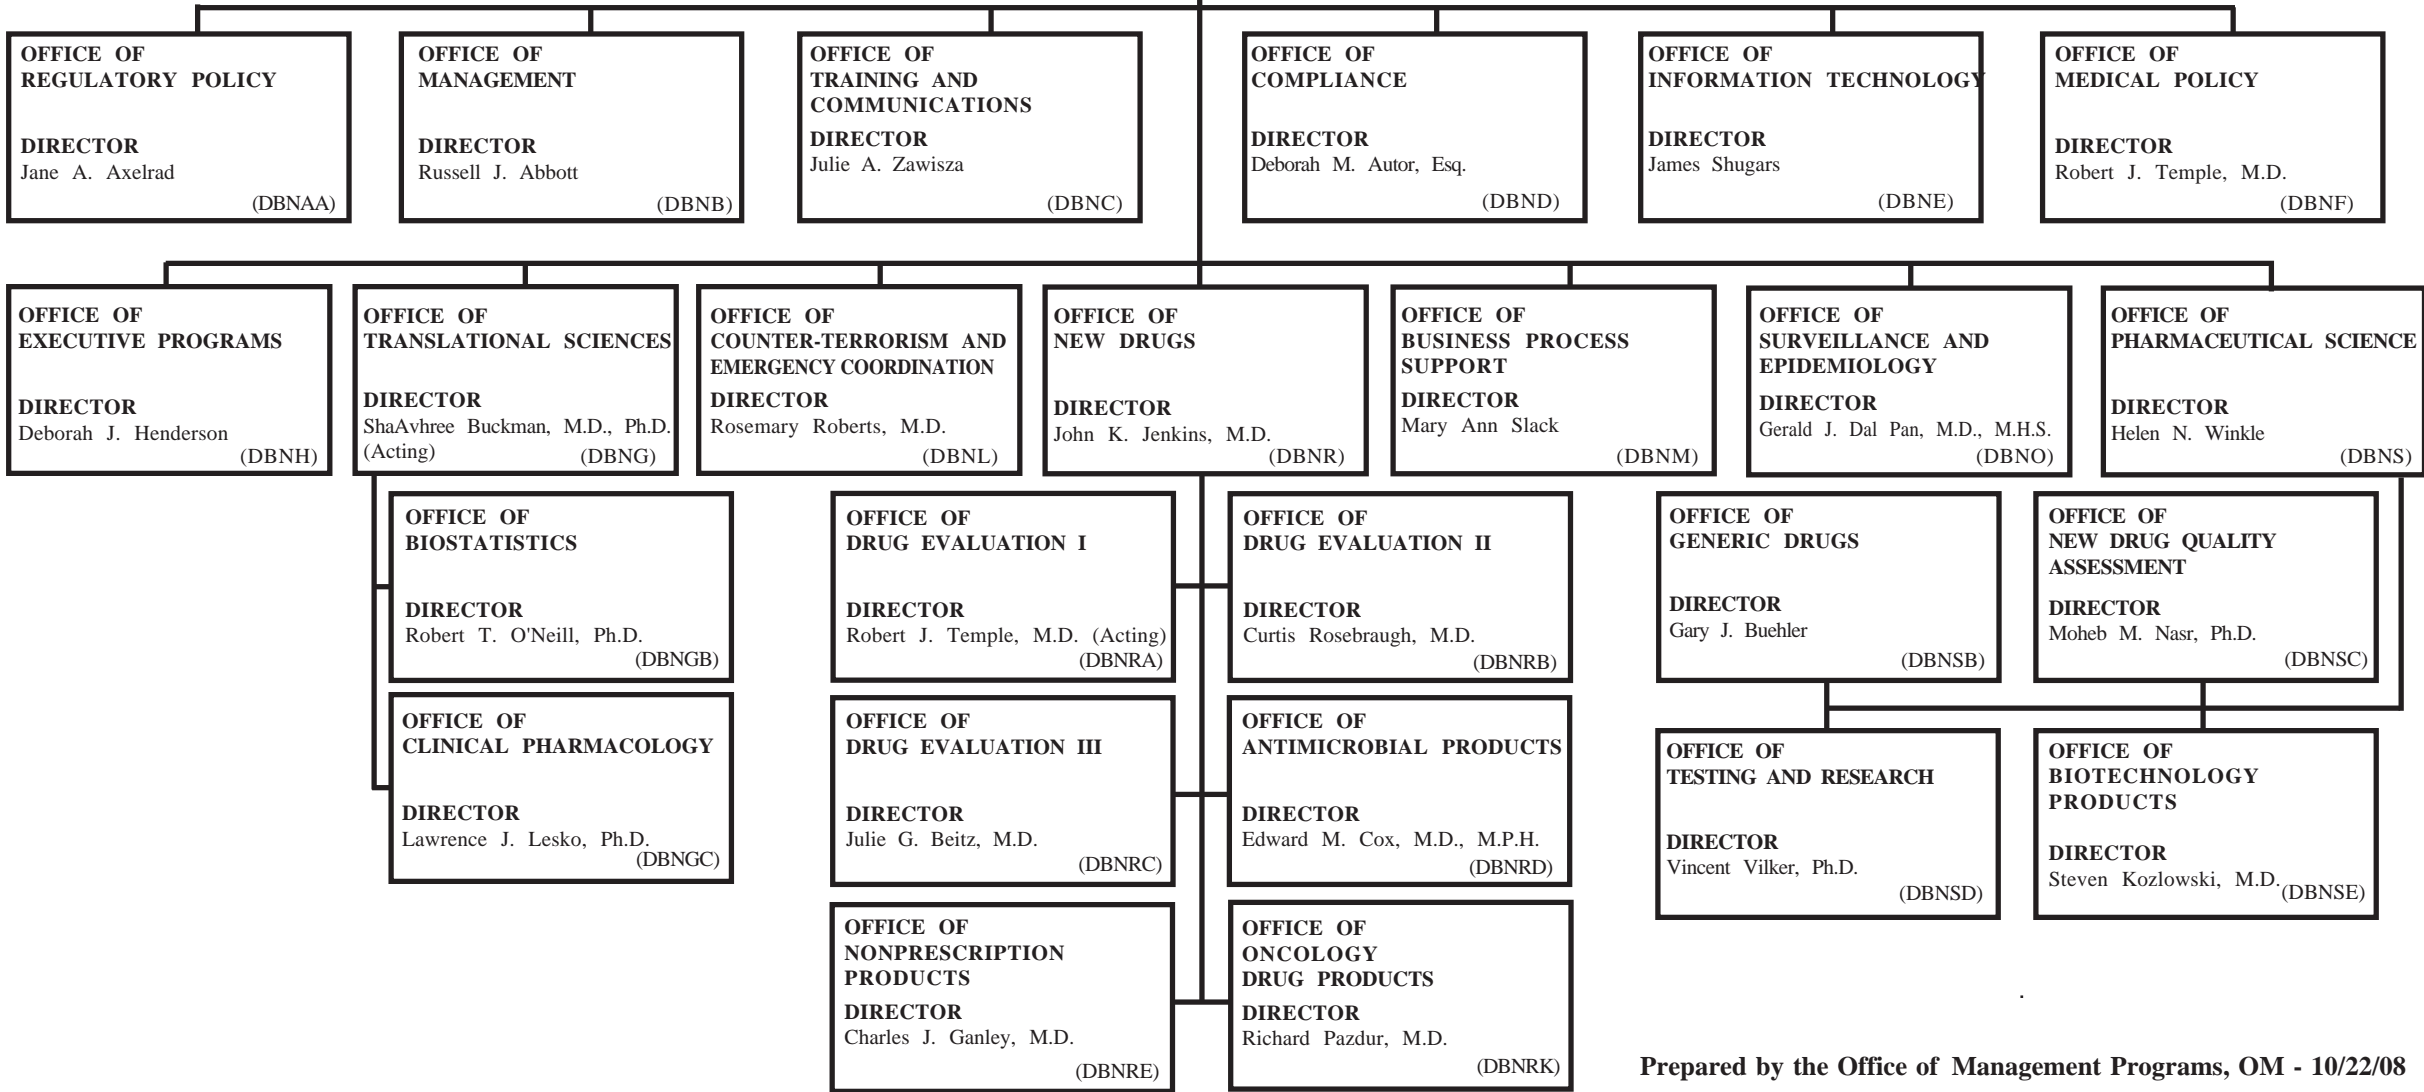 OFFICE OF
REGULATORY POLICY
DIRECTOR
Jane A. Axelrad
(DBNAA)
OFFICE OF
MANAGEMENT
DIRECTOR
Russell J. Abbott
(DBNB)
OFFICE OF
TRAINING AND
COMMUNICATIONS
DIRECTOR
Julie A. Zawisza
(DBNC)
OFFICE OF
COMPLIANCE
DIRECTOR
Deborah M. Autor, Esq.
(DBND)
OFFICE OF
INFORMATION TECHNOLOGY
DIRECTOR
James Shugars
(DBNE)
OFFICE OF
MEDICAL POLICY
DIRECTOR
Robert J. Temple, M.D.
(DBNF)
OFFICE OF
EXECUTIVE PROGRAMS
DIRECTOR
Deborah J. Henderson
(DBNH)
OFFICE OF
TRANSLATIONAL SCIENCES
DIRECTOR
ShaAvhree Buckman, M.D., Ph.D.
(Acting) (DBNG)
OFFICE OF
COUNTER-TERRORISM AND
EMERGENCY COORDINATION
DIRECTOR
Rosemary Roberts, M.D.
(DBNL)
OFFICE OF
NEW DRUGS
DIRECTOR
John K. Jenkins, M.D.
(DBNR)
OFFICE OF
BUSINESS PROCESS
SUPPORT
DIRECTOR
Mary Ann Slack
(DBNM)
OFFICE OF
SURVEILLANCE AND
EPIDEMIOLOGY
DIRECTOR
Gerald J. Dal Pan, M.D., M.H.S.
(DBNO)
OFFICE OF
PHARMACEUTICAL SCIENCE
DIRECTOR
Helen N. Winkle
(DBNS)
OFFICE OF
BIOSTATISTICS
DIRECTOR
Robert T. O'Neill, Ph.D.
(DBNGB)
OFFICE OF
DRUG EVALUATION I
DIRECTOR
Robert J. Temple, M.D. (Acting)
(DBNRA)
OFFICE OF
DRUG EVALUATION II
DIRECTOR
Curtis Rosebraugh, M.D.
(DBNRB)
OFFICE OF
GENERIC DRUGS
DIRECTOR
Gary J. Buehler
(DBNSB)
OFFICE OF
NEW DRUG QUALITY
ASSESSMENT
DIRECTOR
Moheb M. Nasr, Ph.D.
(DBNSC)
OFFICE OF
CLINICAL PHARMACOLOGY
DIRECTOR
Lawrence J. Lesko, Ph.D.
(DBNGC)
OFFICE OF
DRUG EVALUATION III
DIRECTOR
Julie G. Beitz, M.D.
(DBNRC)
OFFICE OF
ANTIMICROBIAL PRODUCTS
DIRECTOR
Edward M. Cox, M.D., M.P.H.
(DBNRD)
OFFICE OF
TESTING AND RESEARCH
DIRECTOR
Vincent Vilker, Ph.D.
(DBNSD)
OFFICE OF
BIOTECHNOLOGY
PRODUCTS
DIRECTOR
Steven Kozlowski, M.D.
(DBNSE)
OFFICE OF
NONPRESCRIPTION
PRODUCTS
DIRECTOR
Charles J. Ganley, M.D.
(DBNRE)
OFFICE OF
ONCOLOGY
DRUG PRODUCTS
DIRECTOR
Richard Pazdur, M.D.
(DBNRK)
Prepared by the Office of Management Programs, OM - 10/22/08